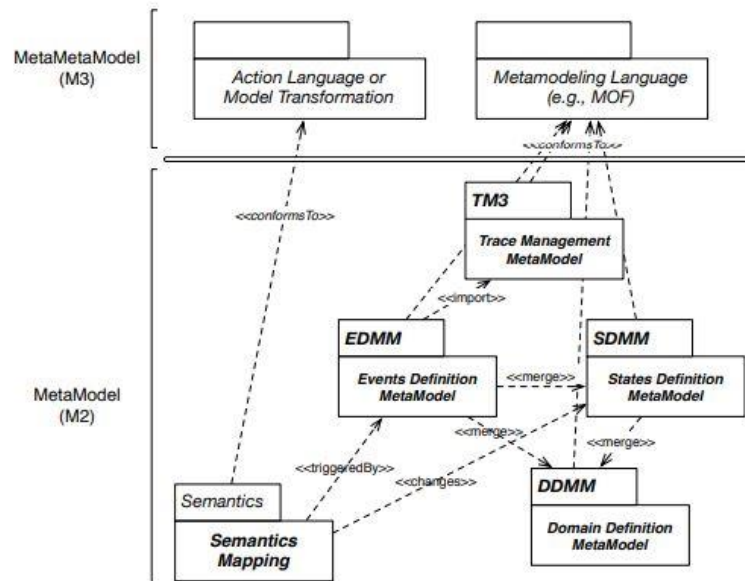 MetaMetaModel
(M3)
Action Language or
Model Transformation
Metamodeling Language
(e.g., MOF)
<<conformsTo>>
<<conformsTo>>
TM3
Trace Management
MetaModel
<<import>>
EDMM
SDMM
Events Definition
MetaModel
<<merge>>
States Definition
MetaModel
MetaModel
(M2)
<<merge>>
<<merge>>
<<triggeredBy>>
<<changes>>
Semantics
DDMM
Semantics
Mapping
Domain Definition
MetaModel